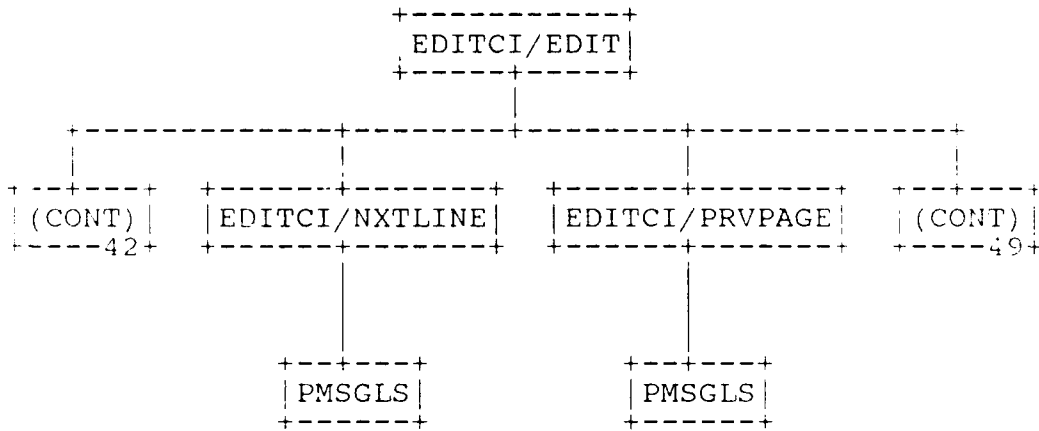 EDITCI/EDIT
(CONT)
42
EDITCI/NXTLINE
EDITCI/PRVPAGE
(CONT)
49
PMSGLS
PMSGLS